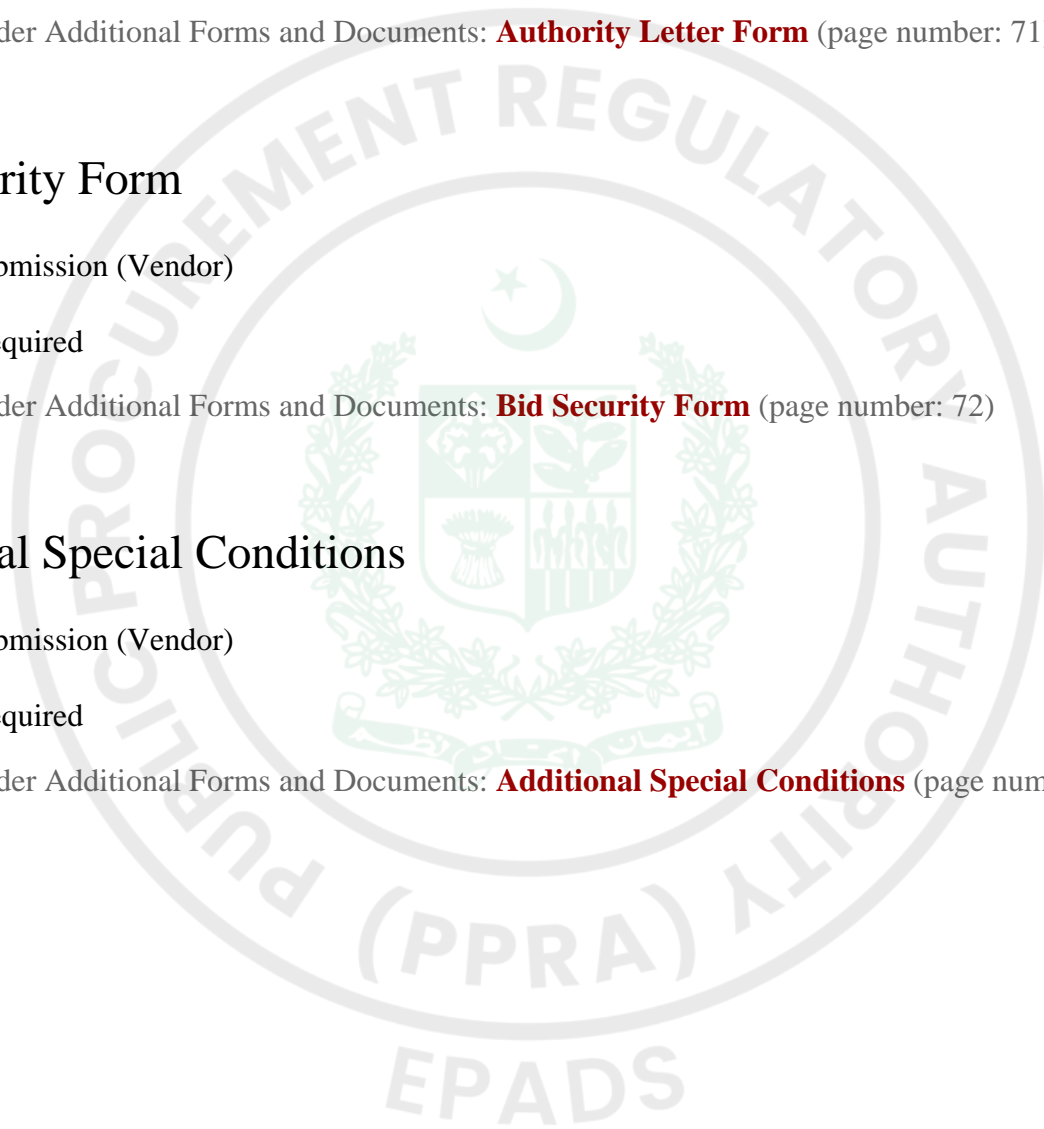 der Additional Forms and Documents: Authority Letter Form (page number: 71
rity Form
omission (Vendor)
equired
der Additional Forms and Documents: Bid Security Form (page number: 72)
al Special Conditions
omission (Vendor)
equired
der Additional Forms and Documents: Additional Special Conditions (page num
PUBLIC PROCUREMENT REGULATORY AUTHORITY
(PPRA)
EPADS